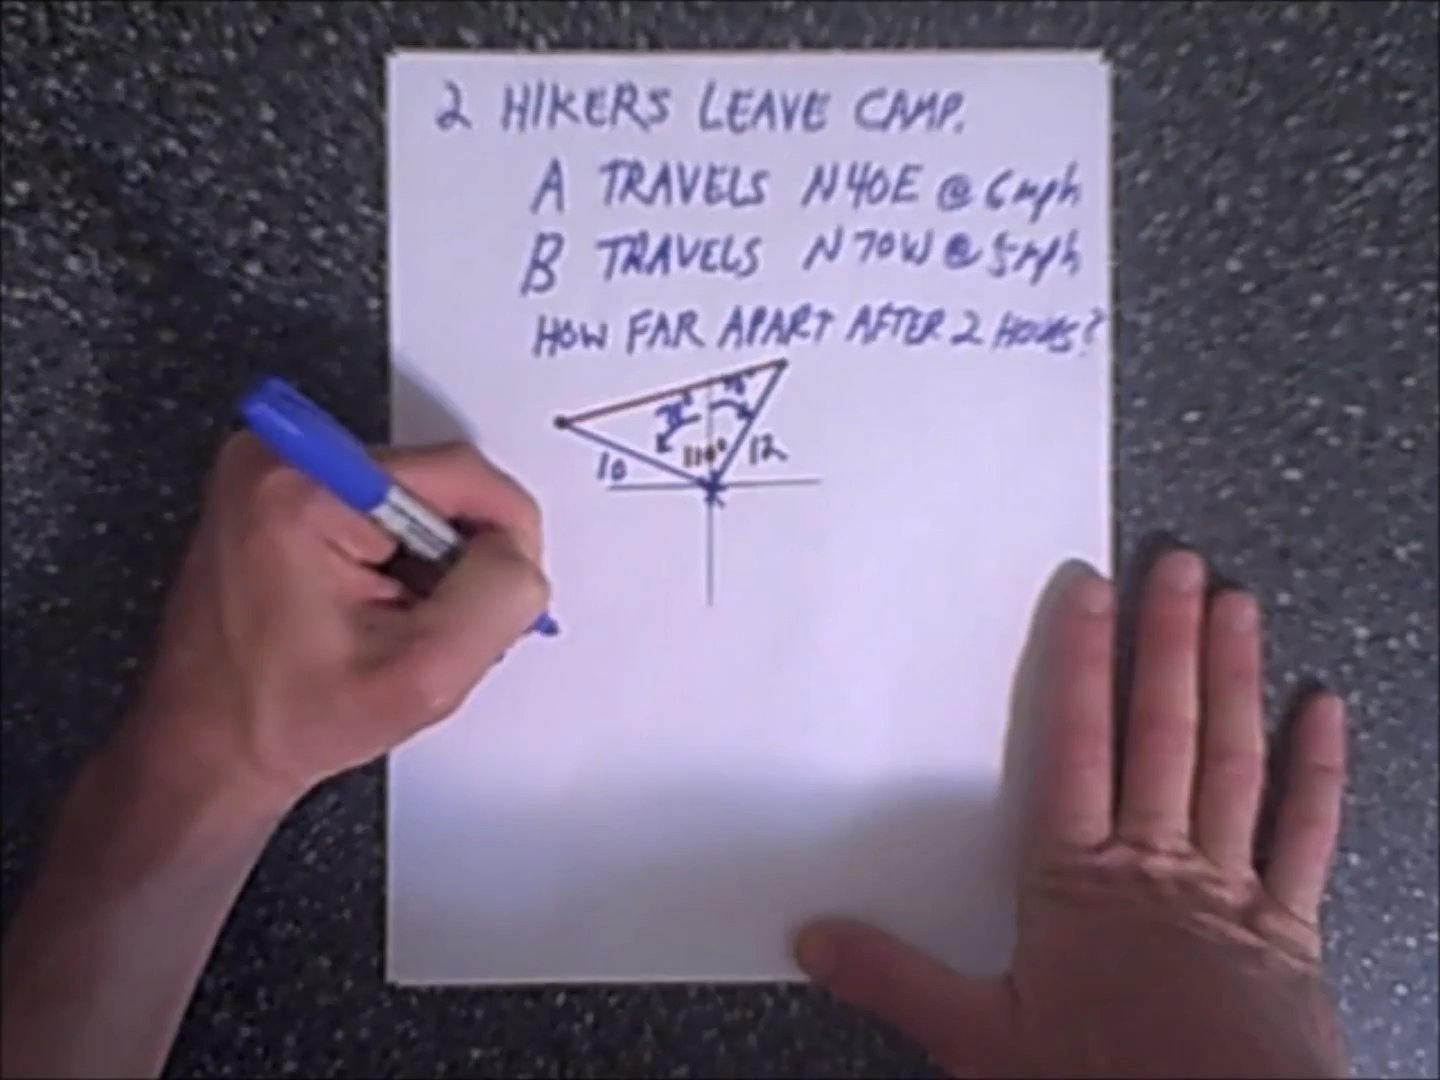 2 HIKERS LEAVE CAMP.
A TRAVELS N40E @ 6mph
B TRAVELS N70W @ 5mph
HOW FAR APART AFTER 2 HOURS?
10
110°
12